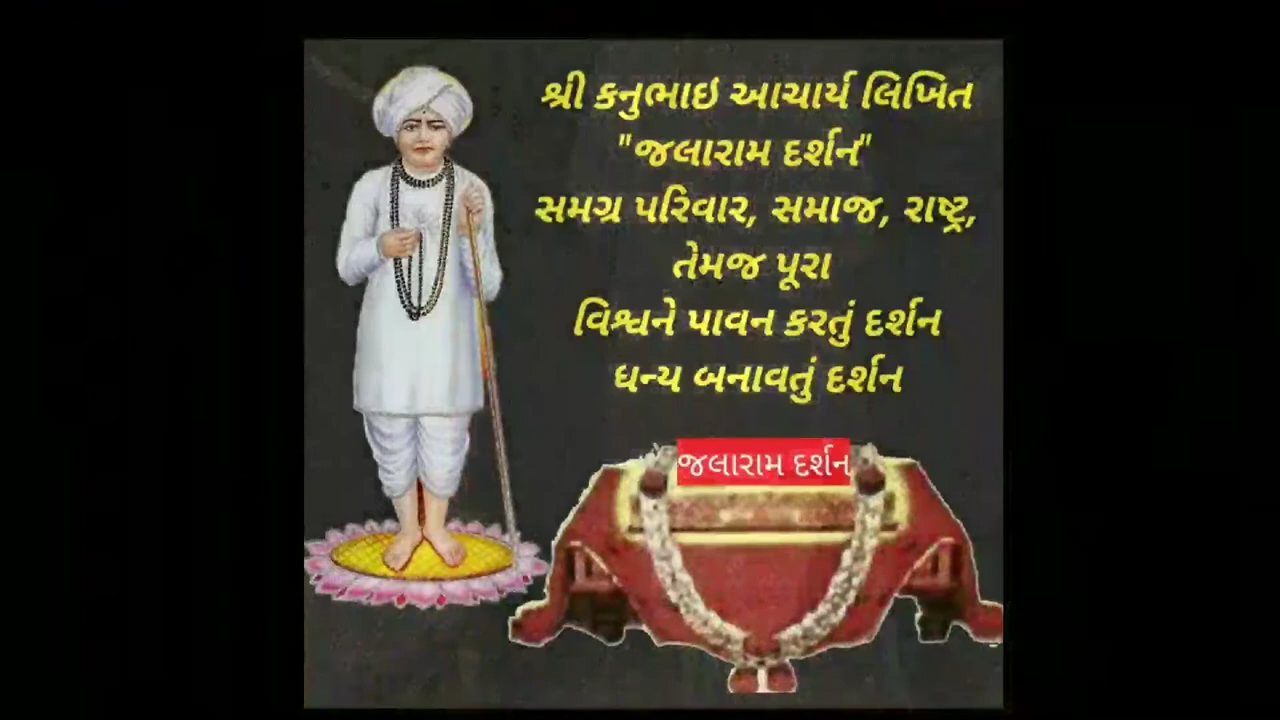 શ્રી કનુભાઇ આચાર્ય લિખિત
"જલારામ દર્શન"
સમગ્ર પરિવાર, સમાજ, રાષ્ટ્ર,
તેમજ પૂરા
વિશ્વને પાવન કરતું દર્શન
ધન્ય બનાવતું દર્શન
જલારામ દર્શન